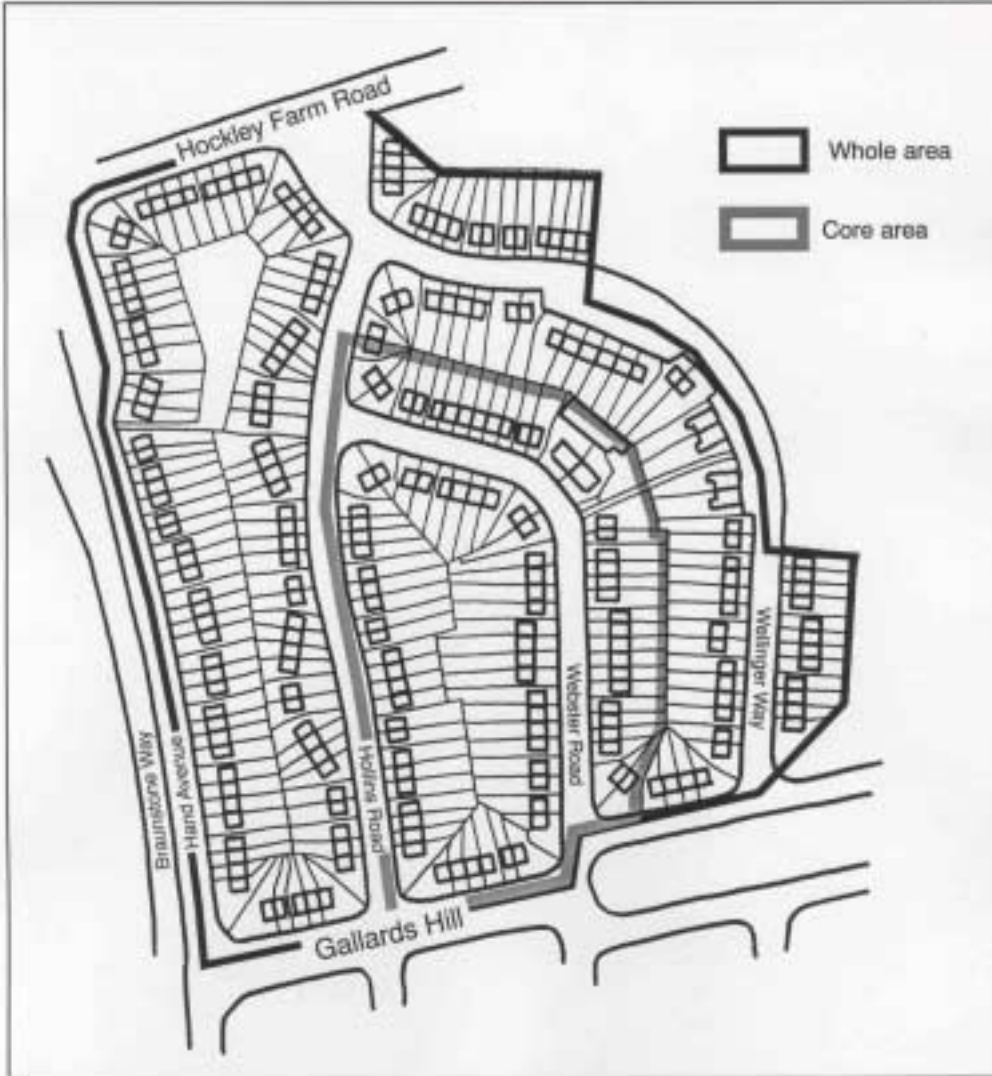 Hockley Farm Road
Whole area
Core area
Braunstone Way
Hand Avenue
Hollins Road
Webster Road
Wellinger Way
Gallards Hill